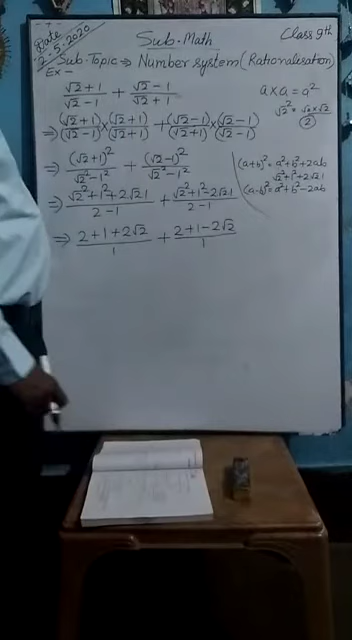 Date
2.5.2020
Sub. Math
Class 9th
Sub. Topic ⇒ Number system (Rationalisation)
Ex –
(√2+1)/(√2−1) + (√2−1)/(√2+1)
a×a = a²
√2² = √2×√2
2
⇒ (√2+1)/(√2−1) × (√2+1)/(√2+1) + (√2−1)/(√2+1) × (√2−1)/(√2−1)
⇒ (√2+1)²/(√2²−1²) + (√2−1)²/(√2²−1²)
(a+b)² = a²+b²+2ab
√2²+1²+2√2·1
(a−b)² = a²+b²−2ab
⇒ (√2²+1²+2√2·1)/(2−1) + (√2²+1²−2√2·1)/(2−1)
⇒ (2+1+2√2)/1 + (2+1−2√2)/1